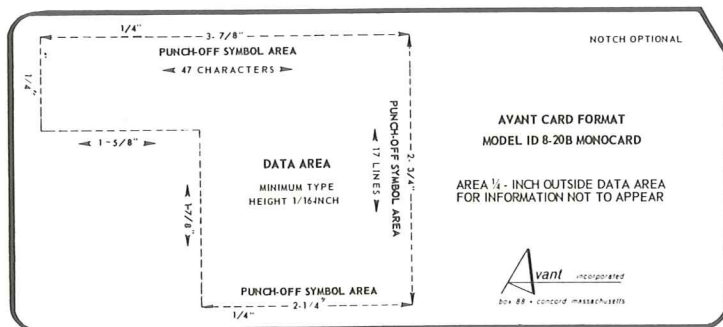 1/4"
3- 7/8"
PUNCH-OFF SYMBOL AREA
47 CHARACTERS
1/4"
1 -5/8"
1-7/8"
DATA AREA
MINIMUM TYPE
HEIGHT 1/16-INCH
17 LINES
PUNCH-OFF SYMBOL AREA
2- 3/4"
PUNCH-OFF SYMBOL AREA
2-1/4"
1/4"
NOTCH OPTIONAL
AVANT CARD FORMAT
MODEL ID 8-20B MONOCARD
AREA ¼ - INCH OUTSIDE DATA AREA
FOR INFORMATION NOT TO APPEAR
Avant incorporated
box 88 • concord massachusetts